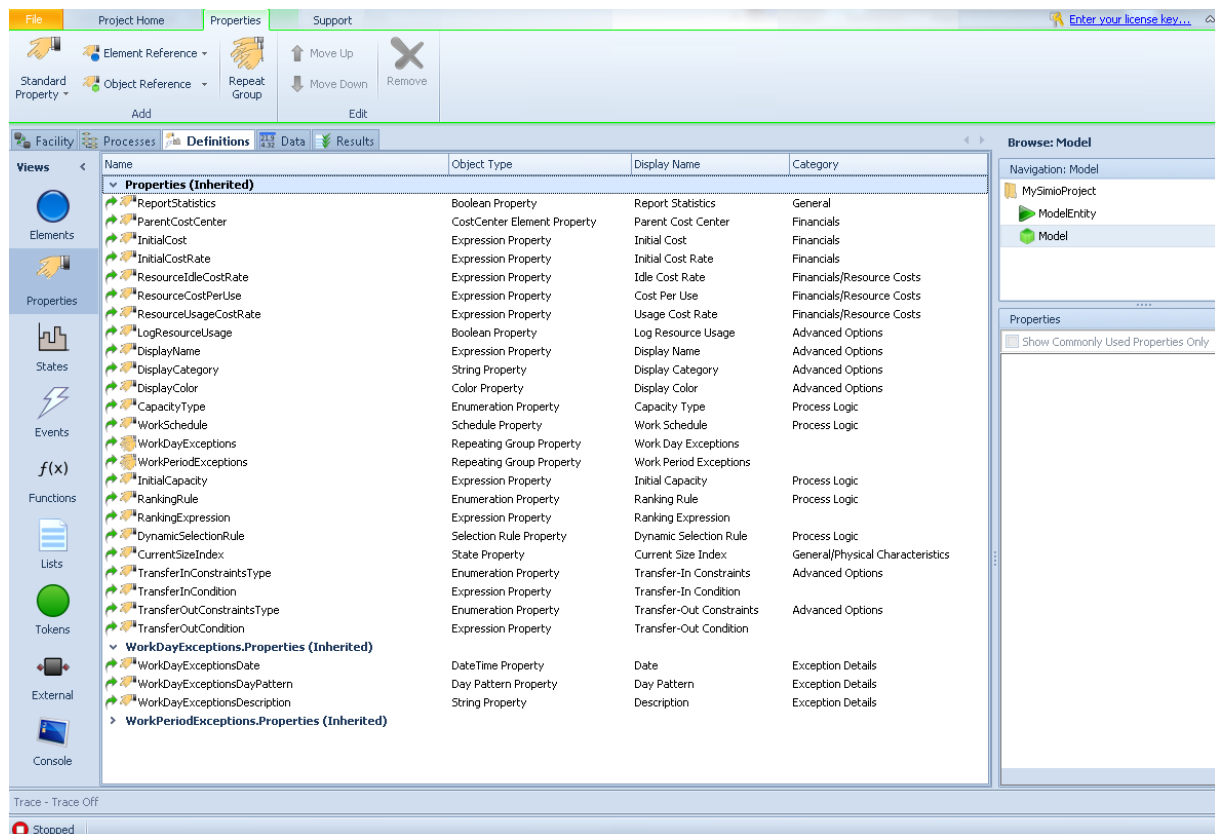 File Project Home Properties Support Enter your license key...
Element Reference
Move Up
Standard Property
Object Reference
Repeat Group
Move Down
Remove
Add Edit
Facility Processes Definitions Data Results
Browse: Model
Views
Name Object Type Display Name Category
Navigation: Model
Properties (Inherited)
MySimioProject
ModelEntity
Model
ReportStatistics Boolean Property Report Statistics General
ParentCostCenter CostCenter Element Property Parent Cost Center Financials
InitialCost Expression Property Initial Cost Financials
InitialCostRate Expression Property Initial Cost Rate Financials
ResourceIdleCostRate Expression Property Idle Cost Rate Financials/Resource Costs
ResourceCostPerUse Expression Property Cost Per Use Financials/Resource Costs
ResourceUsageCostRate Expression Property Usage Cost Rate Financials/Resource Costs
LogResourceUsage Boolean Property Log Resource Usage Advanced Options
DisplayName Expression Property Display Name Advanced Options
DisplayCategory String Property Display Category Advanced Options
DisplayColor Color Property Display Color Advanced Options
CapacityType Enumeration Property Capacity Type Process Logic
WorkSchedule Schedule Property Work Schedule Process Logic
WorkDayExceptions Repeating Group Property Work Day Exceptions
WorkPeriodExceptions Repeating Group Property Work Period Exceptions
InitialCapacity Expression Property Initial Capacity Process Logic
RankingRule Enumeration Property Ranking Rule Process Logic
RankingExpression Expression Property Ranking Expression
DynamicSelectionRule Selection Rule Property Dynamic Selection Rule Process Logic
CurrentSizeIndex State Property Current Size Index General/Physical Characteristics
TransferInConstraintsType Enumeration Property Transfer-In Constraints Advanced Options
TransferInCondition Expression Property Transfer-In Condition
TransferOutConstraintsType Enumeration Property Transfer-Out Constraints Advanced Options
TransferOutCondition Expression Property Transfer-Out Condition
WorkDayExceptions.Properties (Inherited)
WorkDayExceptionsDate DateTime Property Date Exception Details
WorkDayExceptionsDayPattern Day Pattern Property Day Pattern Exception Details
WorkDayExceptionsDescription String Property Description Exception Details
WorkPeriodExceptions.Properties (Inherited)
Elements
Properties
States
Events
f(x)
Functions
Lists
Tokens
External
Console
Properties
Show Commonly Used Properties Only
Trace - Trace Off
Stopped